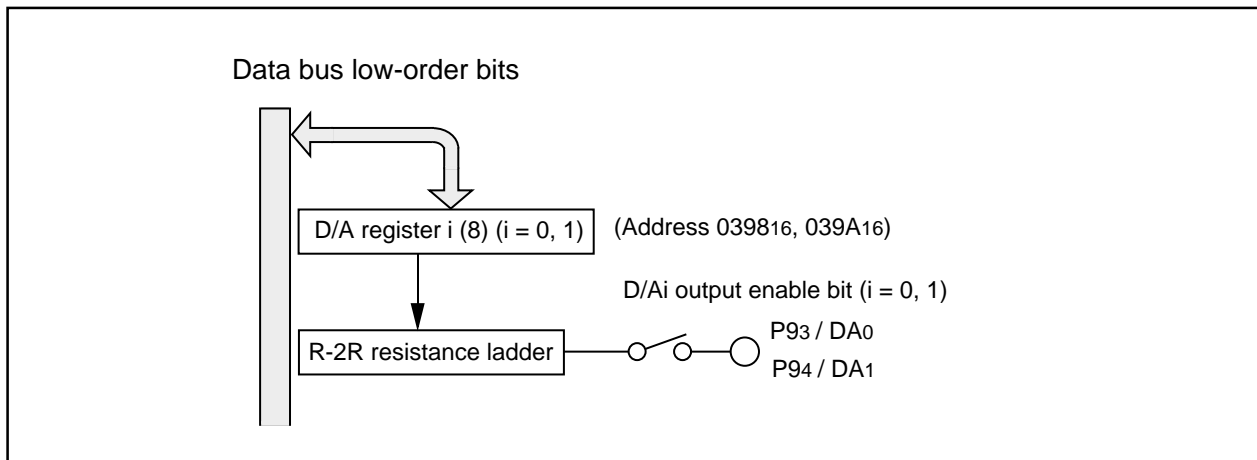 Data bus low-order bits
D/A register i (8) (i = 0, 1)
(Address 039816, 039A16)
D/Ai output enable bit (i = 0, 1)
R-2R resistance ladder
P93 / DA0
P94 / DA1